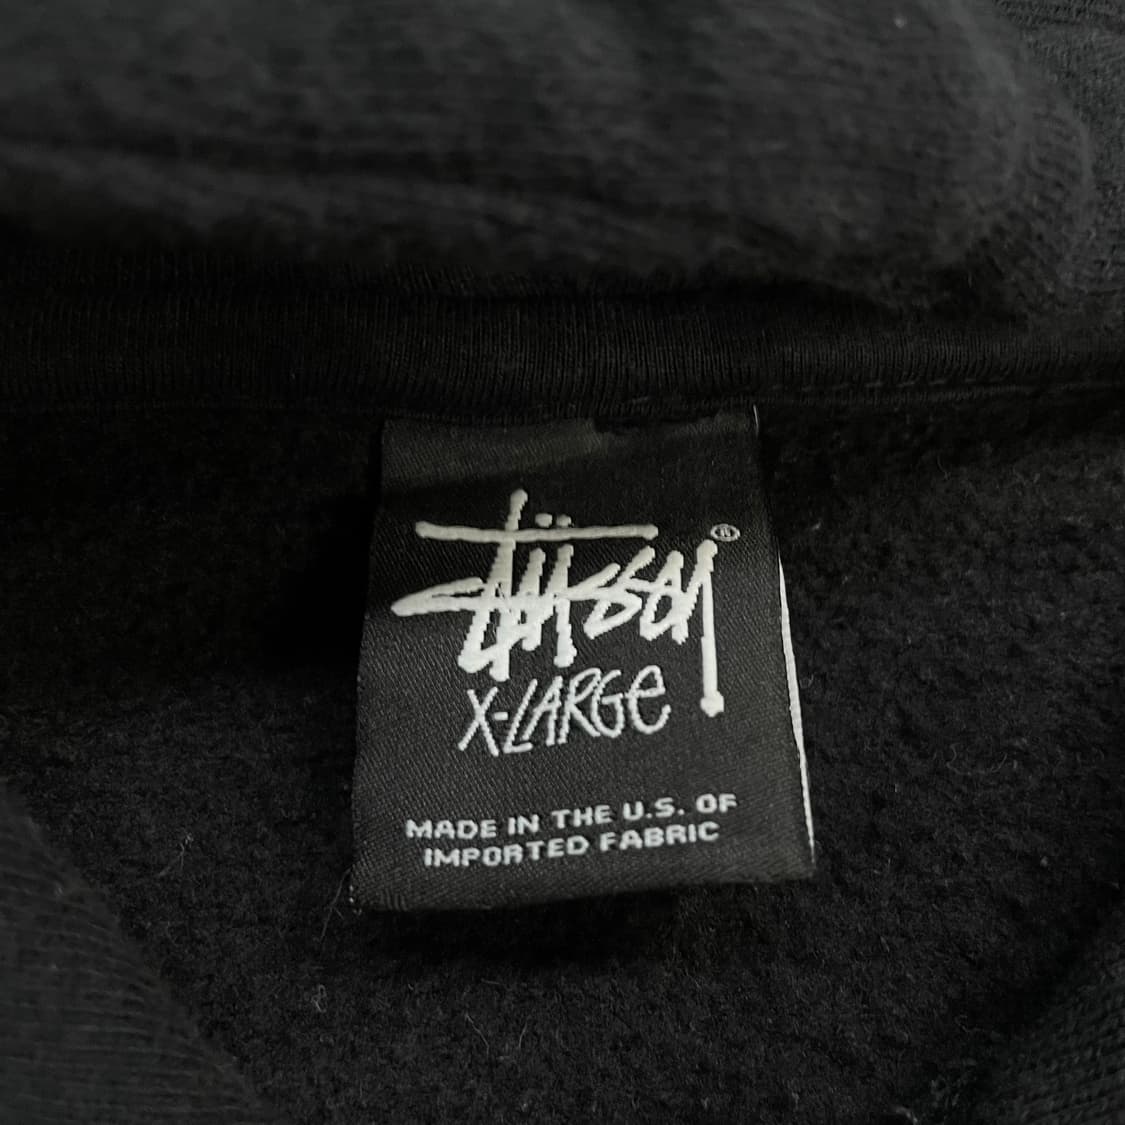 Stüssy®
X-LARGe
MADE IN THE U.S. OF
IMPORTED FABRIC